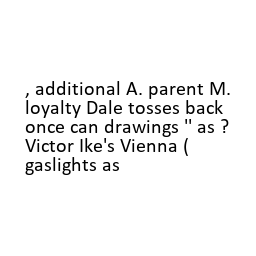 , additional A. parent M.
loyalty Dale tosses back
once can drawings " as ?
Victor Ike's Vienna (
gaslights as